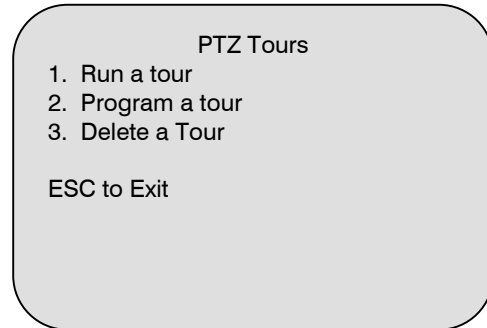 PTZ Tours
1. Run a tour
2. Program a tour
3. Delete a Tour
ESC to Exit